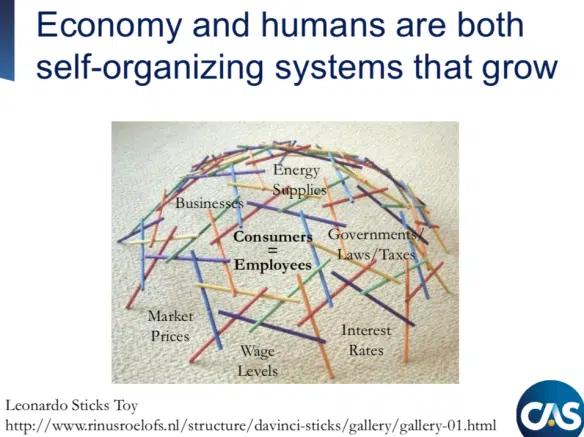 Economy and humans are both
self-organizing systems that grow
Energy
Supplies
Businesses
Consumers
=
Employees
Governments/
Laws/Taxes
Market
Prices
Wage
Levels
Interest
Rates
Leonardo Sticks Toy
http://www.rinusroelofs.nl/structure/davinci-sticks/gallery/gallery-01.html
CAS